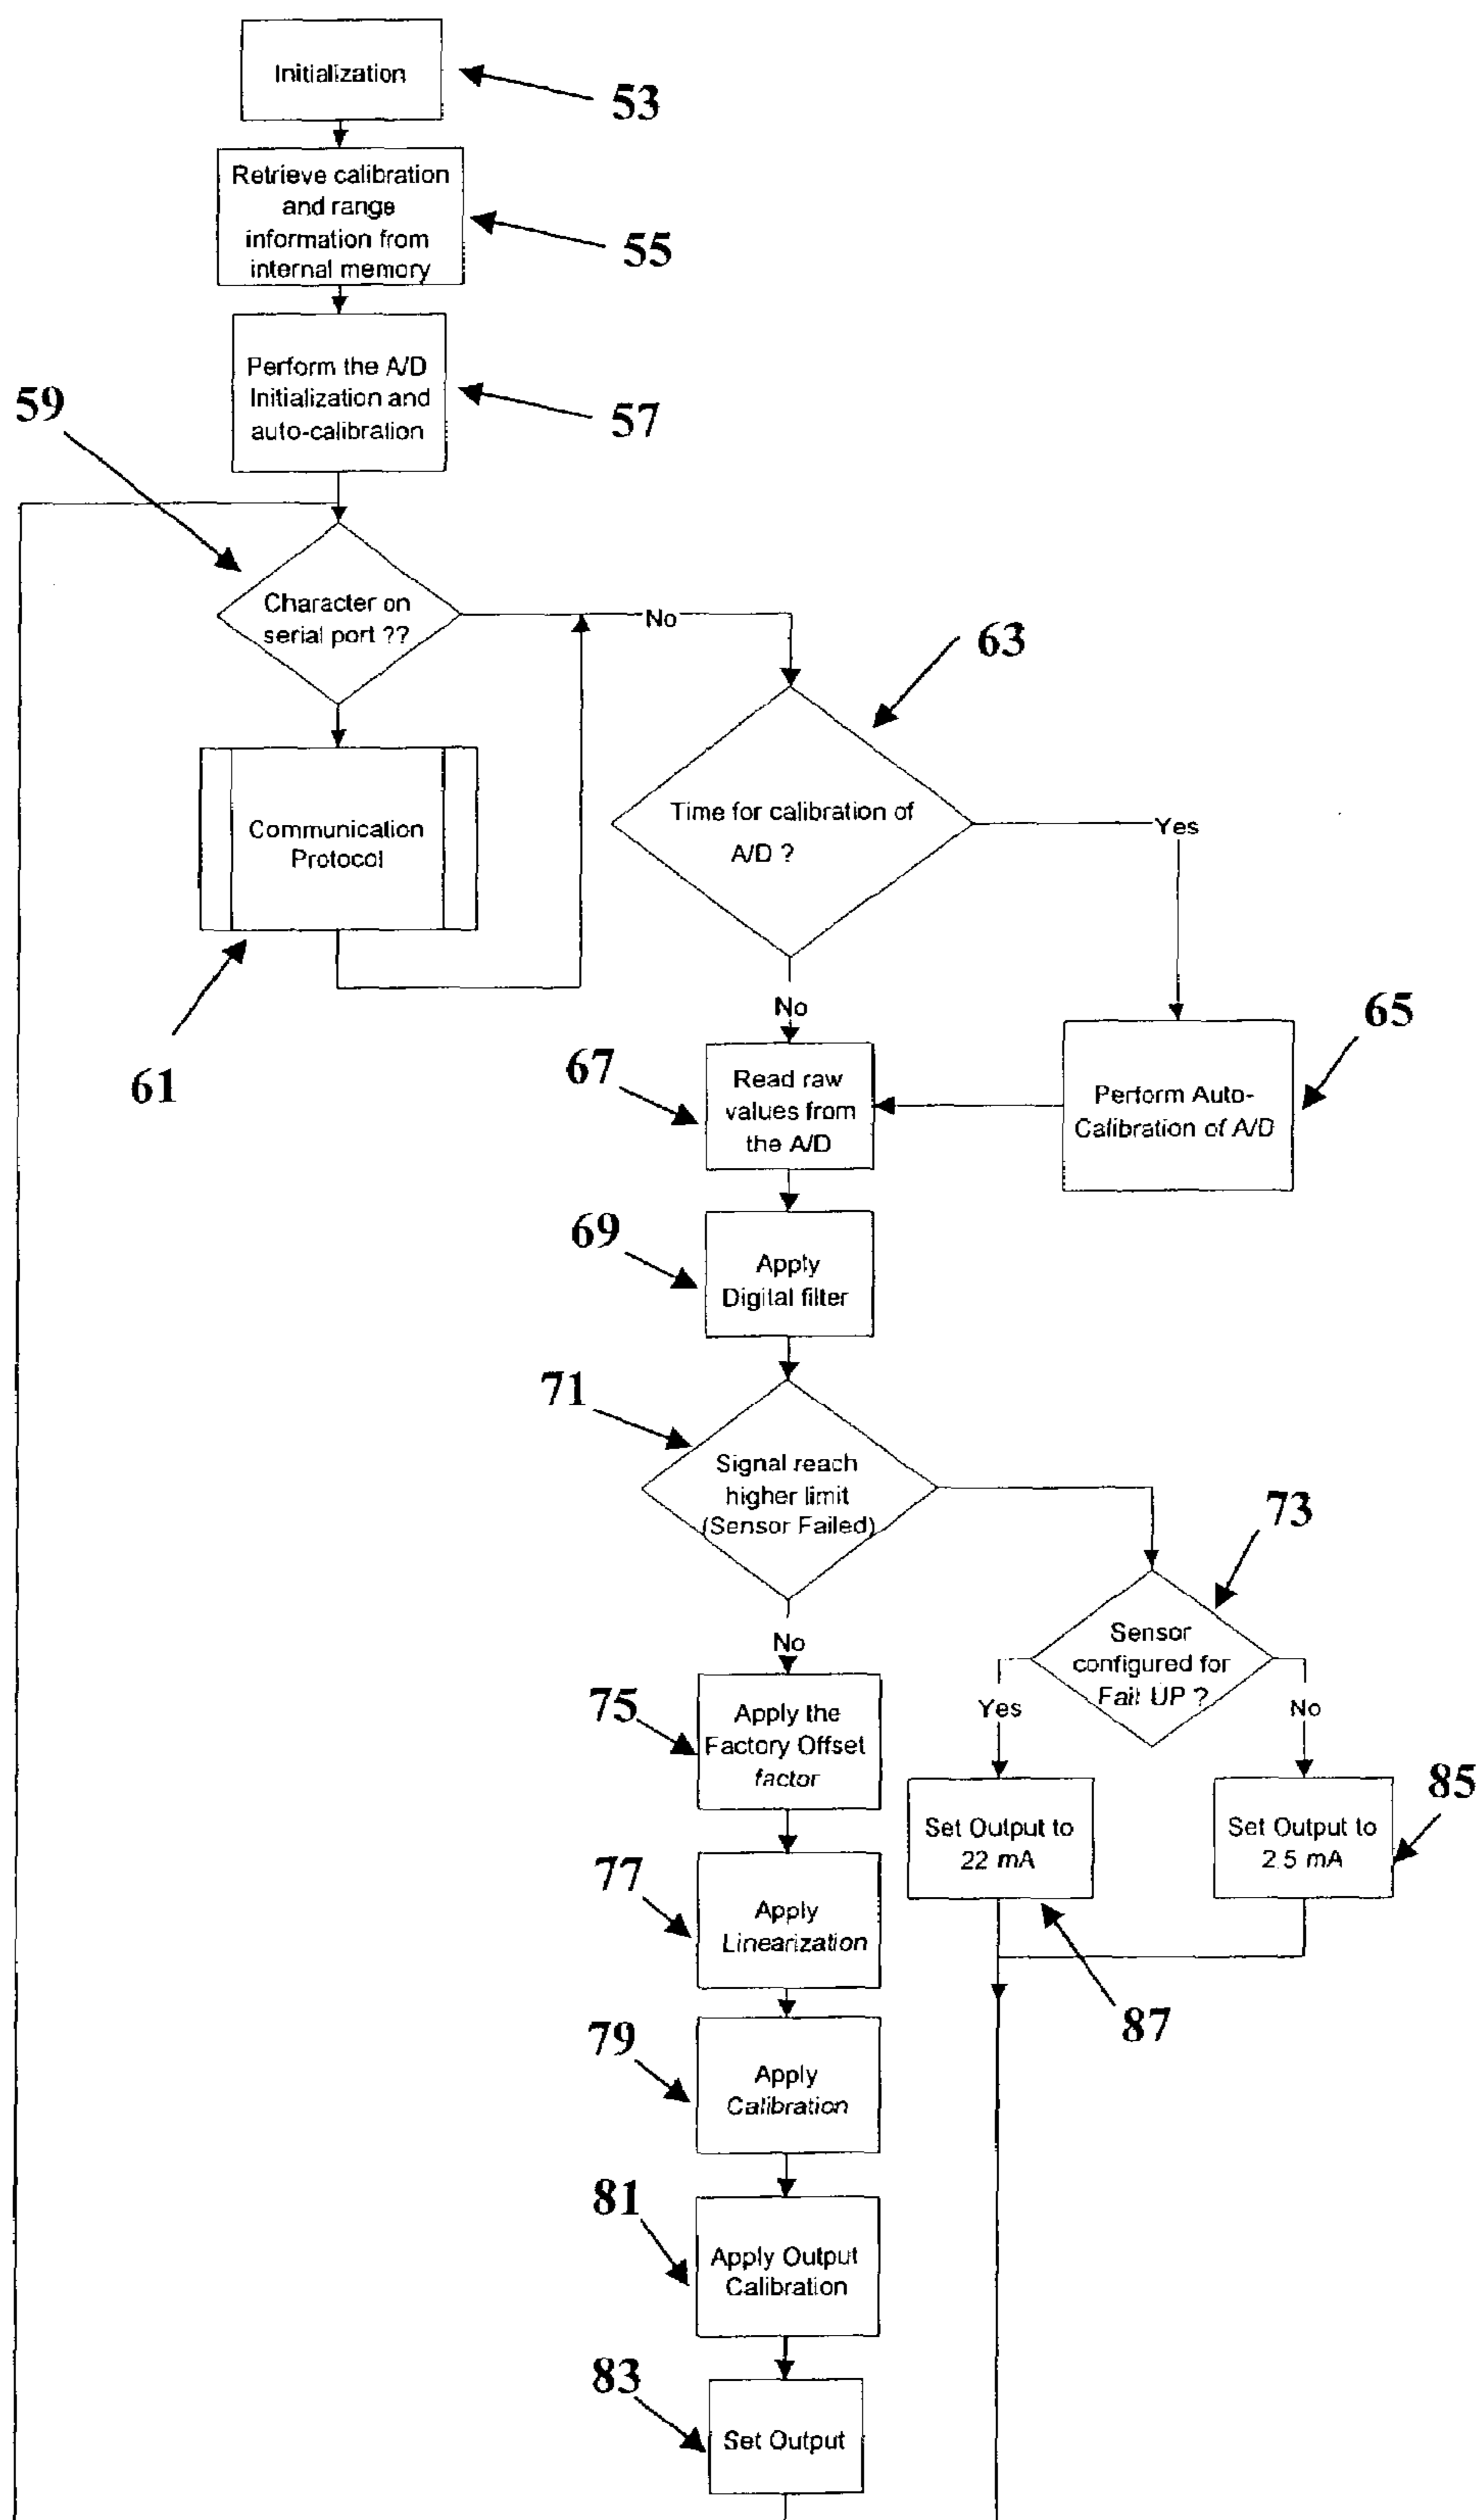 Initialization
53
Retrieve calibration
and range
information from
internal memory
55
Perform the A/D
Initialization and
auto-calibration
57
59
Character on
serial port ??
No
63
Communication
Protocol
61
Time for calibration of
A/D ?
Yes
No
65
67
Read raw
values from
the A/D
Perform Auto-
Calibration of A/D
69
Apply
Digital filter
71
Signal reach
higher limit
(Sensor Failed)
73
No
Sensor
configured for
Fail UP ?
Yes
No
75
Apply the
Factory Offset
factor
Set Output to
22 mA
Set Output to
2.5 mA
85
77
Apply
Linearization
87
79
Apply
Calibration
81
Apply Output
Calibration
83
Set Output